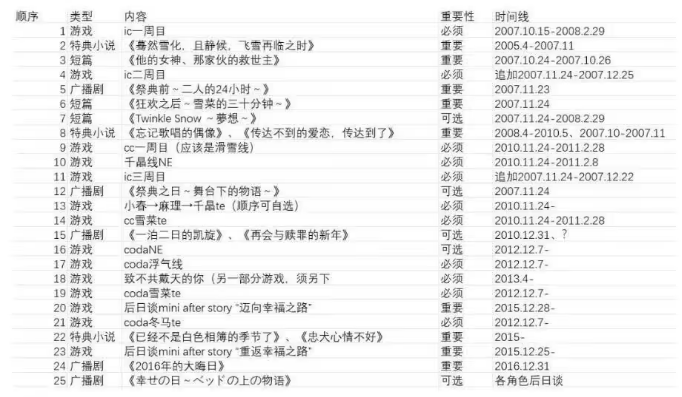 顺序 类型 内容 重要性 时间线
1 游戏 ic一周目 必须 2007.10.15-2008.2.29
2 特典小说 《蓦然雪化，且静候，飞雪再临之时》 重要 2005.4-2007.11
3 短篇 《他的女神、那家伙的救世主》 重要 2007.10.24-2007.10.26
4 游戏 ic二周目 必须 追加2007.11.24-2007.12.25
5 广播剧 《祭典前～二人的24小时～》 重要 2007.11.23
6 短篇 《狂欢之后～雪菜的三十分钟～》 重要 2007.11.24
7 短篇 《Twinkle Snow ～夢想～》 可选 2007.11.24-2008.2.29
8 特典小说 《忘记歌唱的偶像》、《传达不到的爱恋，传达到了》 重要 2008.4-2010.5、2007.10-2007.11
9 游戏 cc一周目（应该是滑雪线） 必须 2010.11.24-2011.2.28
10 游戏 千晶线NE 必须 2010.11.24-2011.2.8
11 游戏 ic三周目 必须 追加2007.11.24-2007.12.22
12 广播剧 《祭典之日～舞台下的物语～》 可选 2007.11.24
13 游戏 小春→麻理→千晶te（顺序可自选） 必须 2010.11.24-
14 游戏 cc雪菜te 必须 2010.11.24-2011.2.28
15 广播剧 《一泊二日的凯旋》、《再会与赎罪的新年》 可选 2010.12.31、？
16 游戏 codaNE 可选 2012.12.7-
17 游戏 coda浮气线 必须 2012.12.7-
18 游戏 致不共戴天的你（另一部分游戏，须另下 必须 2013.4-
19 游戏 coda雪菜te 必须 2012.12.7-
20 游戏 后日谈mini after story “迈向幸福之路” 重要 2015.12.28-
21 游戏 coda冬马te 必须 2012.12.7-
22 特典小说 《已经不是白色相簿的季节了》、《忠犬心情不好》 重要 2015-
23 游戏 后日谈mini after story “重返幸福之路” 重要 2015.12.25-
24 广播剧 《2016年的大晦日》 重要 2016.12.31
25 广播剧 《幸せの日～ベッドの上の物语》 可选 各角色后日谈